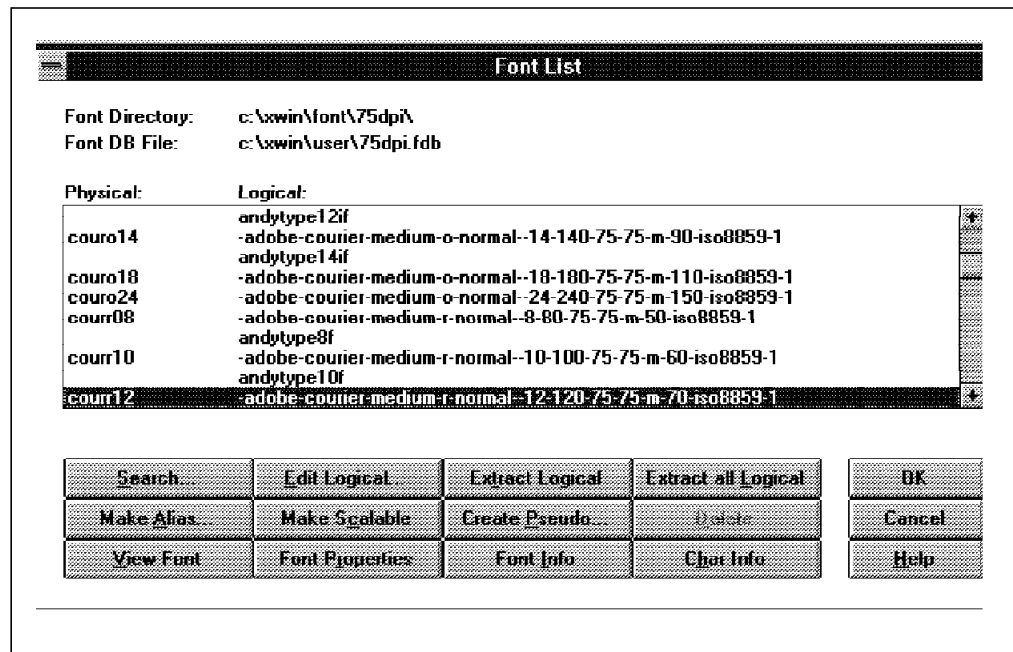 Font List
Font Directory: c:\xwin\font\75dpi\
Font DB File: c:\xwin\user\75dpi.fdb
Physical: Logical:
andytype12if
couro14 -adobe-courier-medium-o-normal--14-140-75-75-m-90-iso8859-1
andytype14if
couro18 -adobe-courier-medium-o-normal--18-180-75-75-m-110-iso8859-1
couro24 -adobe-courier-medium-o-normal--24-240-75-75-m-150-iso8859-1
courr08 -adobe-courier-medium-r-normal--8-80-75-75-m-50-iso8859-1
andytype8f
courr10 -adobe-courier-medium-r-normal--10-100-75-75-m-60-iso8859-1
andytype10f
courr12 -adobe-courier-medium-r-normal--12-120-75-75-m-70-iso8859-1
Search... Edit Logical... Extract Logical Extract all Logical OK
Make Alias... Make Scalable Create Pseudo... Delete Cancel
View Font Font Properties Font Info Char Info Help